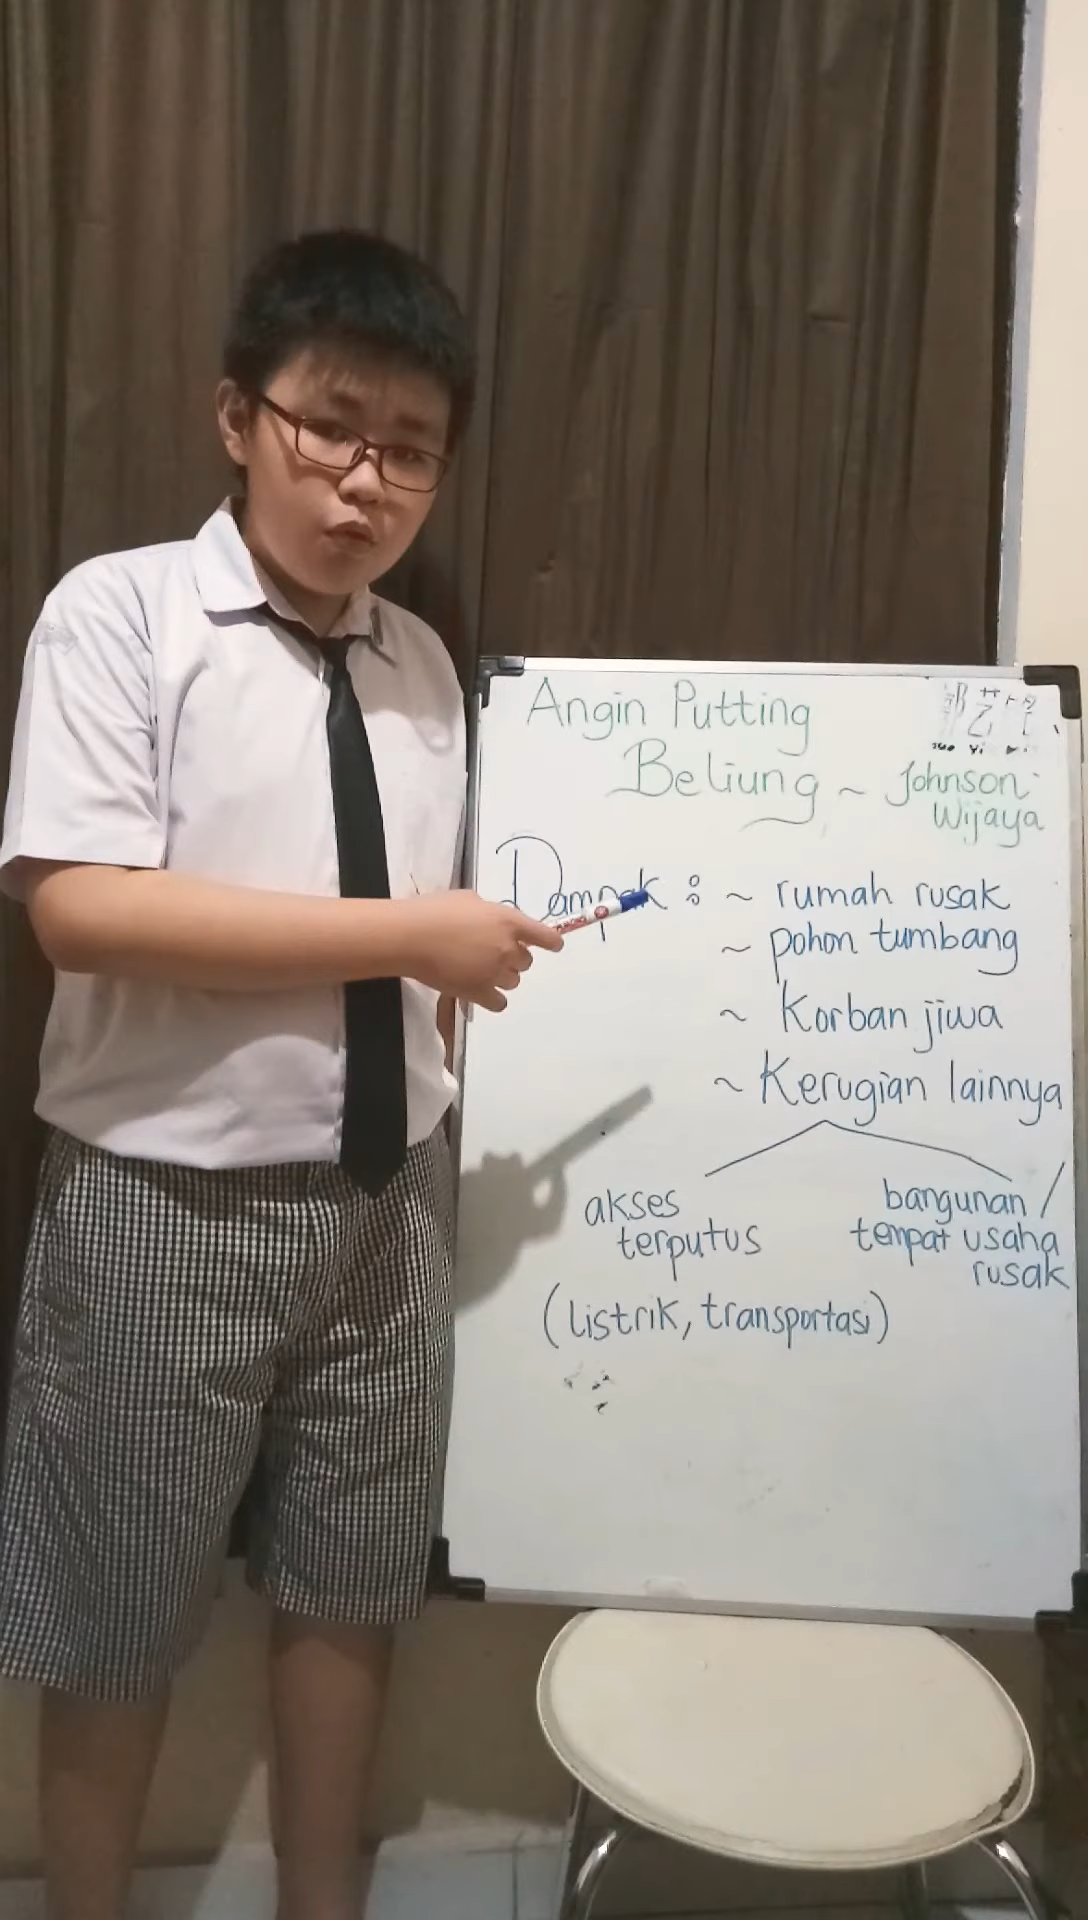 Angin Putting
Beliung ~ Johnson
Wijaya
Dampak : ~ rumah rusak
~ pohon tumbang
~ Korban jiwa
~ Kerugian lainnya
akses
terputus
bangunan /
tempat usaha
rusak
(listrik, transportasi)